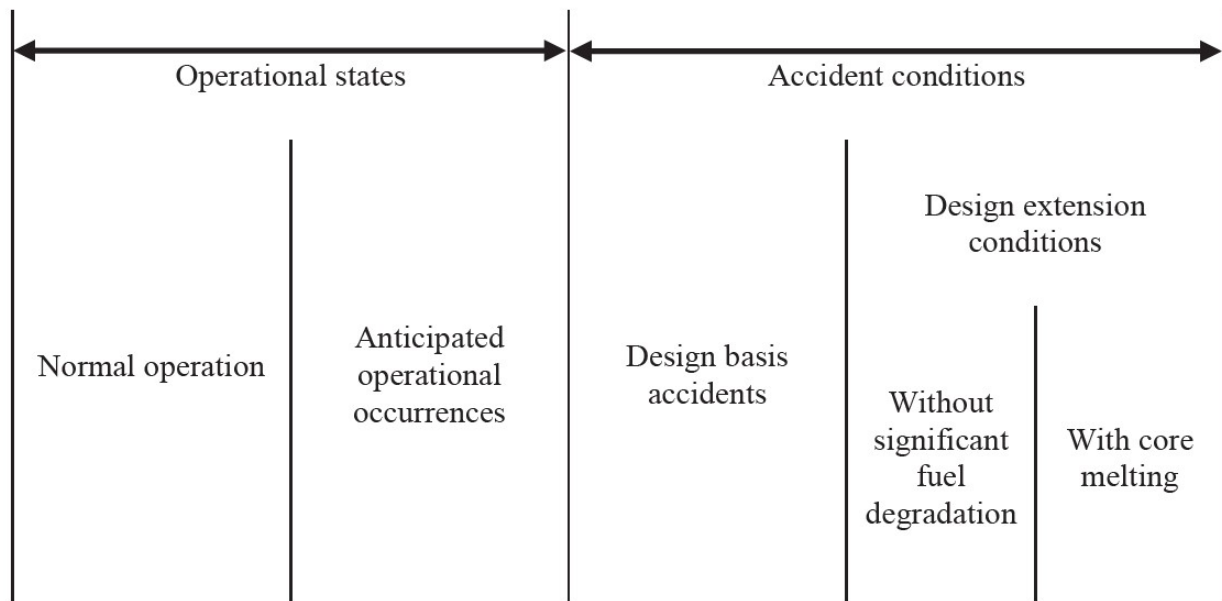 Operational states
Accident conditions
Normal operation
Anticipated
operational
occurrences
Design basis
accidents
Design extension
conditions
Without
significant
fuel
degradation
With core
melting